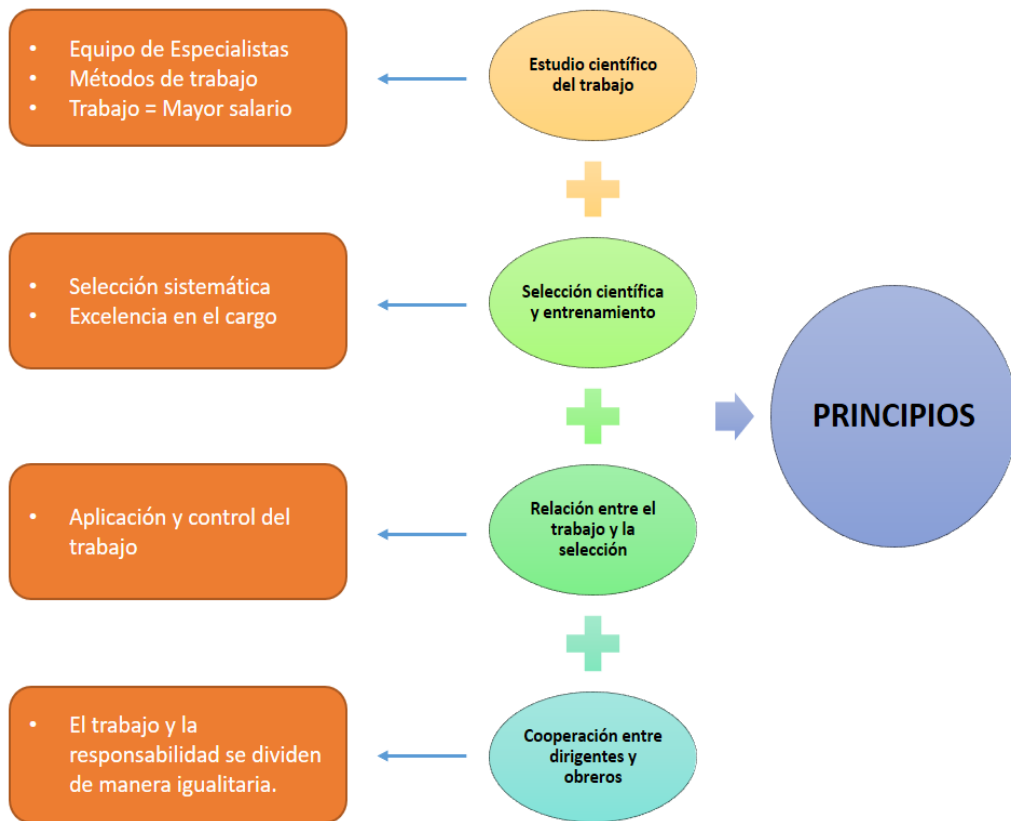 • Equipo de Especialistas
• Métodos de trabajo
• Trabajo = Mayor salario
Estudio científico
del trabajo
• Selección sistemática
• Excelencia en el cargo
Selección científica
y entrenamiento
PRINCIPIOS
• Aplicación y control del
trabajo
Relación entre el
trabajo y la
selección
• El trabajo y la
responsabilidad se dividen
de manera igualitaria.
Cooperación entre
dirigentes y
obreros